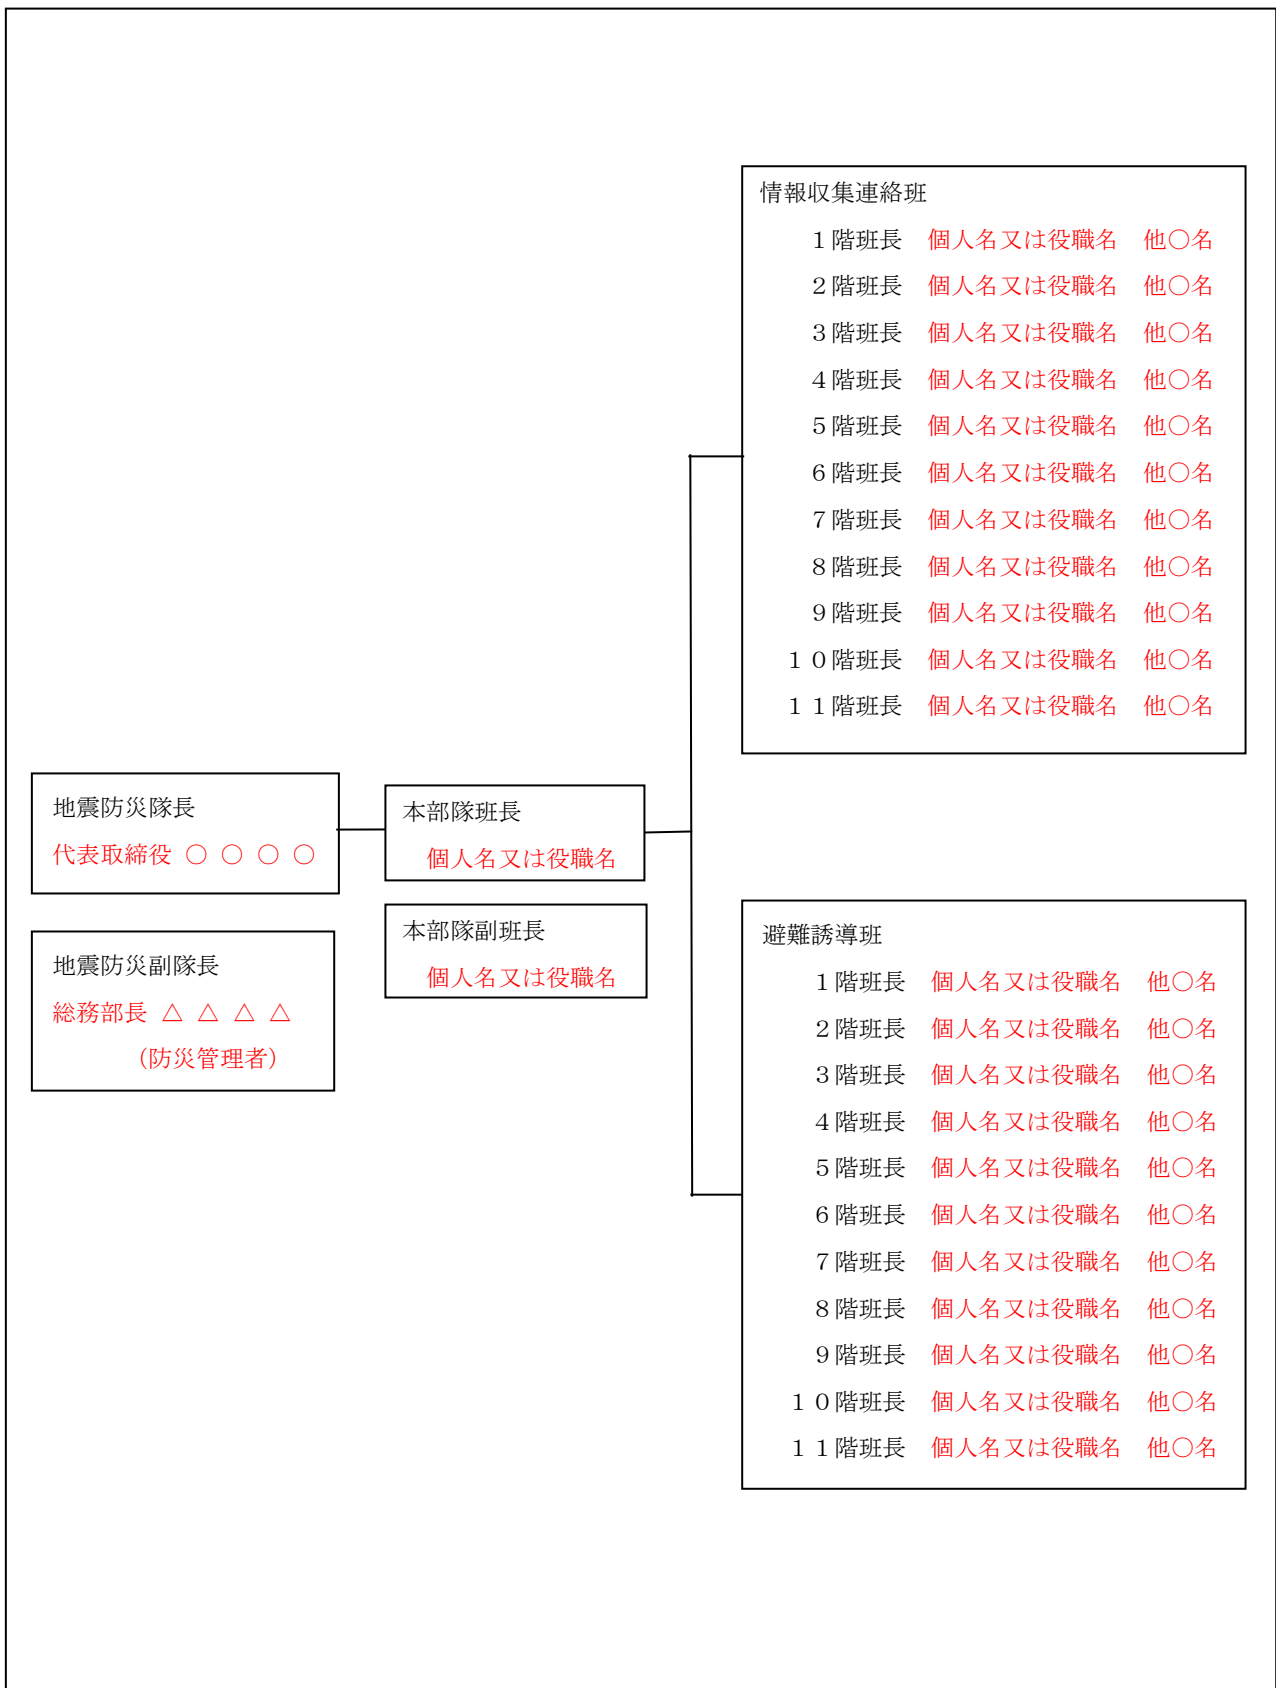 情報収集連絡班
１階班長　個人名又は役職名　他○名
２階班長　個人名又は役職名　他○名
３階班長　個人名又は役職名　他○名
４階班長　個人名又は役職名　他○名
５階班長　個人名又は役職名　他○名
６階班長　個人名又は役職名　他○名
７階班長　個人名又は役職名　他○名
８階班長　個人名又は役職名　他○名
９階班長　個人名又は役職名　他○名
１０階班長　個人名又は役職名　他○名
１１階班長　個人名又は役職名　他○名
地震防災隊長
代表取締役 ○ ○ ○ ○
地震防災副隊長
総務部長 △ △ △ △
（防災管理者）
本部隊班長
個人名又は役職名
本部隊副班長
個人名又は役職名
避難誘導班
１階班長　個人名又は役職名　他○名
２階班長　個人名又は役職名　他○名
３階班長　個人名又は役職名　他○名
４階班長　個人名又は役職名　他○名
５階班長　個人名又は役職名　他○名
６階班長　個人名又は役職名　他○名
７階班長　個人名又は役職名　他○名
８階班長　個人名又は役職名　他○名
９階班長　個人名又は役職名　他○名
１０階班長　個人名又は役職名　他○名
１１階班長　個人名又は役職名　他○名